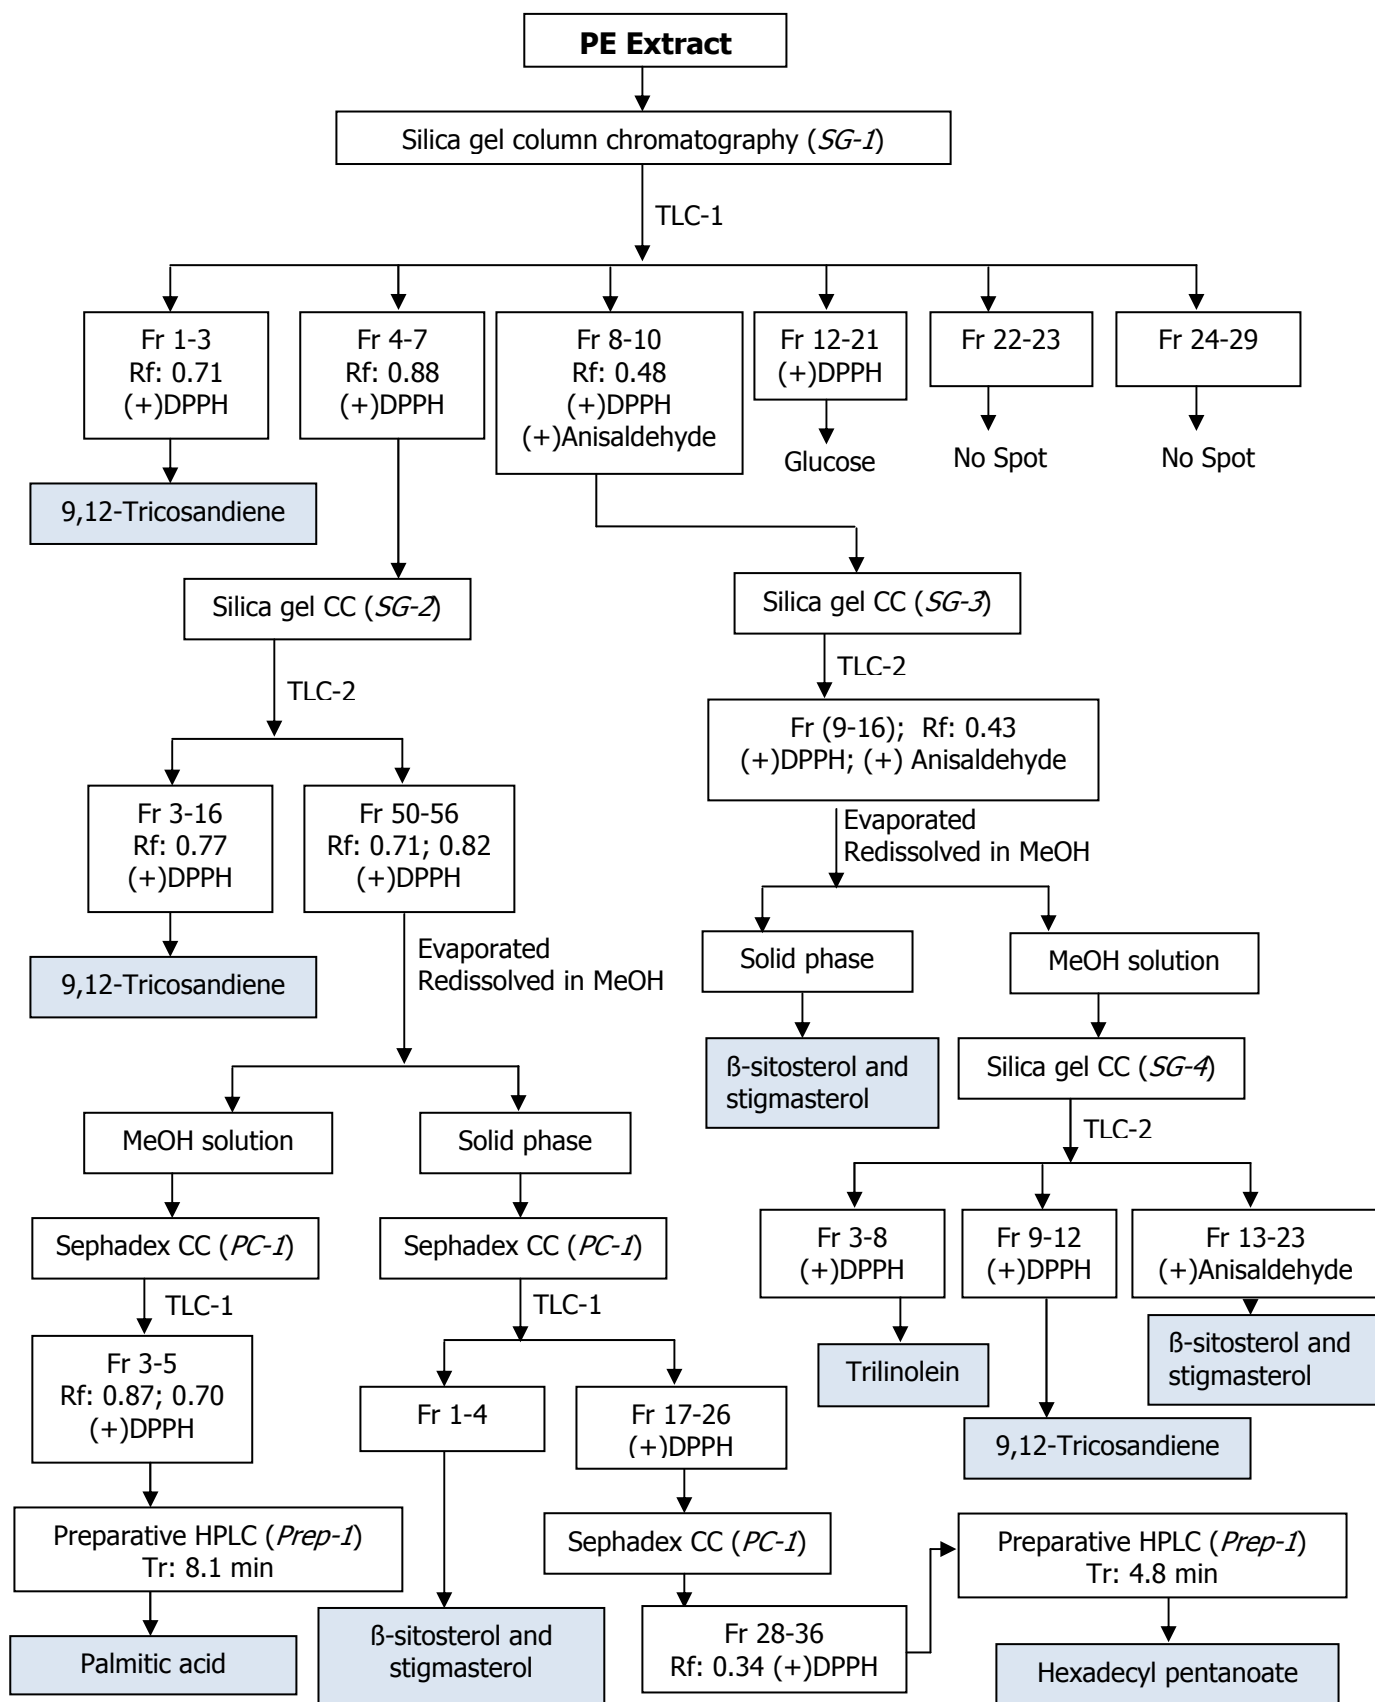 PE Extract
Silica gel column chromatography (SG-1)
TLC-1
Fr 1-3
Rf: 0.71
(+)DPPH
Fr 4-7
Rf: 0.88
(+)DPPH
Fr 8-10
Rf: 0.48
(+)DPPH
(+)Anisaldehyde
Fr 12-21
(+)DPPH
Fr 22-23
Fr 24-29
Glucose
No Spot
No Spot
9,12-Tricosandiene
Silica gel CC (SG-2)
TLC-2
Fr 3-16
Rf: 0.77
(+)DPPH
Fr 50-56
Rf: 0.71; 0.82
(+)DPPH
9,12-Tricosandiene
Evaporated
Redissolved in MeOH
MeOH solution
Solid phase
Sephadex CC (PC-1)
Sephadex CC (PC-1)
TLC-1
TLC-1
Fr 3-5
Rf: 0.87; 0.70
(+)DPPH
Fr 1-4
Fr 17-26
(+)DPPH
Preparative HPLC (Prep-1)
Tr: 8.1 min
Palmitic acid
ß-sitosterol and
stigmasterol
Sephadex CC (PC-1)
Fr 28-36
Rf: 0.34 (+)DPPH
Preparative HPLC (Prep-1)
Tr: 4.8 min
Hexadecyl pentanoate
Silica gel CC (SG-3)
TLC-2
Fr (9-16); Rf: 0.43
(+)DPPH; (+) Anisaldehyde
Evaporated
Redissolved in MeOH
Solid phase
MeOH solution
ß-sitosterol and
stigmasterol
Silica gel CC (SG-4)
TLC-2
Fr 3-8
(+)DPPH
Fr 9-12
(+)DPPH
Fr 13-23
(+)Anisaldehyde
Trilinolein
9,12-Tricosandiene
ß-sitosterol and
stigmasterol